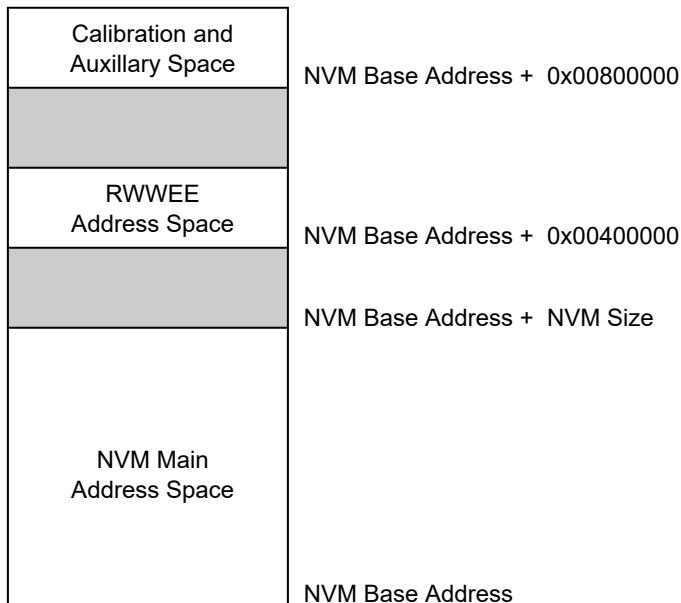 Calibration and
Auxillary Space
NVM Base Address + 0x00800000
RWWEE
Address Space
NVM Base Address + 0x00400000
NVM Base Address + NVM Size
NVM Main
Address Space
NVM Base Address